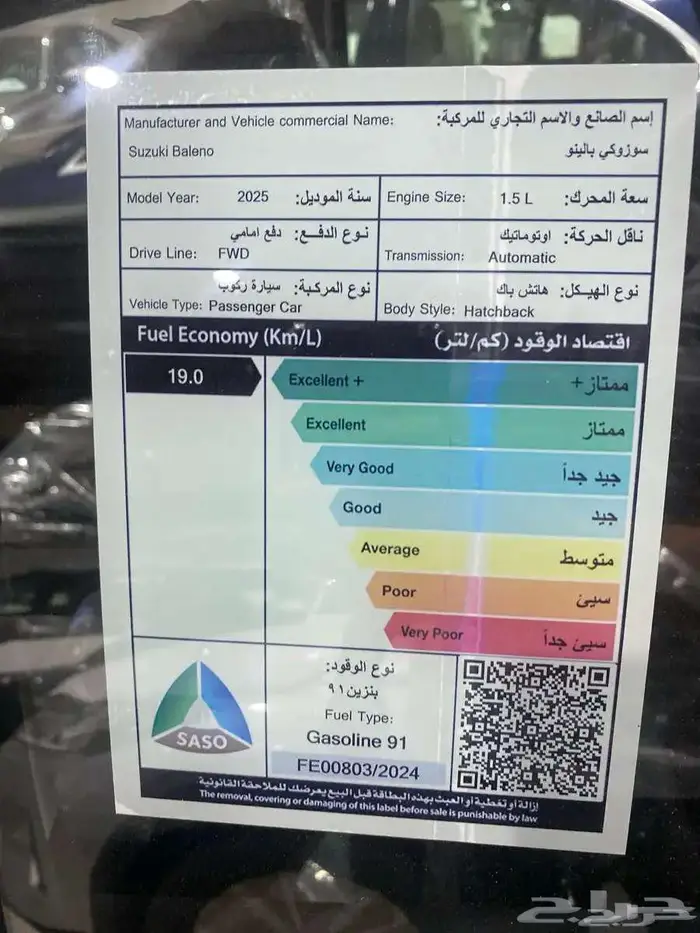 Manufacturer and Vehicle commercial Name: إسم الصانع والاسم التجاري للمركبة:
Suzuki Baleno سوزوكي بالينو
Model Year: 2025 سنة الموديل:
Engine Size: 1.5 L سعة المحرك:
نوع الدفع: دفع امامي
Drive Line: FWD
ناقل الحركة: اوتوماتيك
Transmission: Automatic
نوع المركبة: سيارة ركوب
Vehicle Type: Passenger Car
نوع الهيكل: هاتش باك
Body Style: Hatchback
Fuel Economy (Km/L) اقتصاد الوقود (كم/لتر)
19.0
Excellent + ممتاز +
Excellent ممتاز
Very Good جيد جداً
Good جيد
Average متوسط
Poor سيئ
Very Poor سيئ جداً
SASO
نوع الوقود:
بنزين ٩١
Fuel Type:
Gasoline 91
FE00803/2024
إزالة او تغطية أو العبث بهذه البطاقة قبل البيع يعرضك للملاحقة القانونية
The removal, covering or damaging of this label before sale is punishable by law
حراج